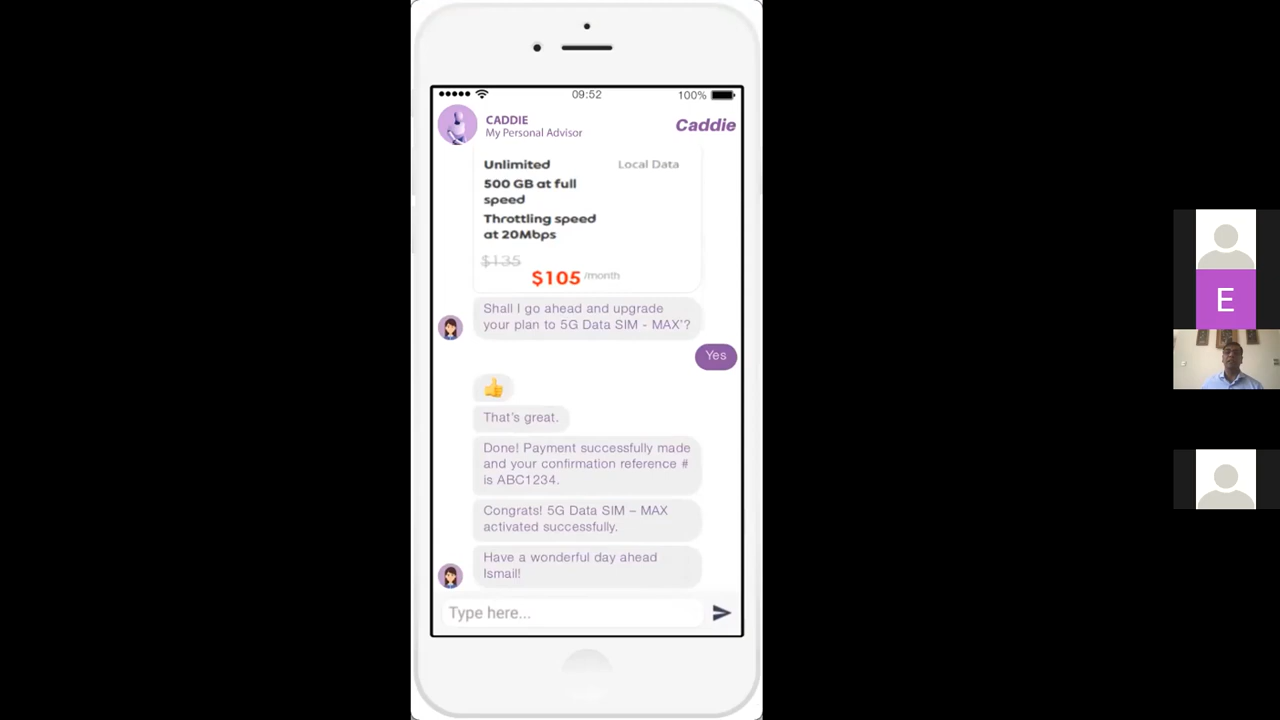 09:52
100%
CADDIE
My Personal Advisor
Caddie
Unlimited
Local Data
500 GB at full
speed
Throttling speed
at 20Mbps
$135
$105 /month
Shall I go ahead and upgrade
your plan to 5G Data SIM - MAX'?
Yes
That's great.
Done! Payment successfully made
and your confirmation reference #
is ABC1234.
Congrats! 5G Data SIM – MAX
activated successfully.
Have a wonderful day ahead
Ismail!
Type here...
E